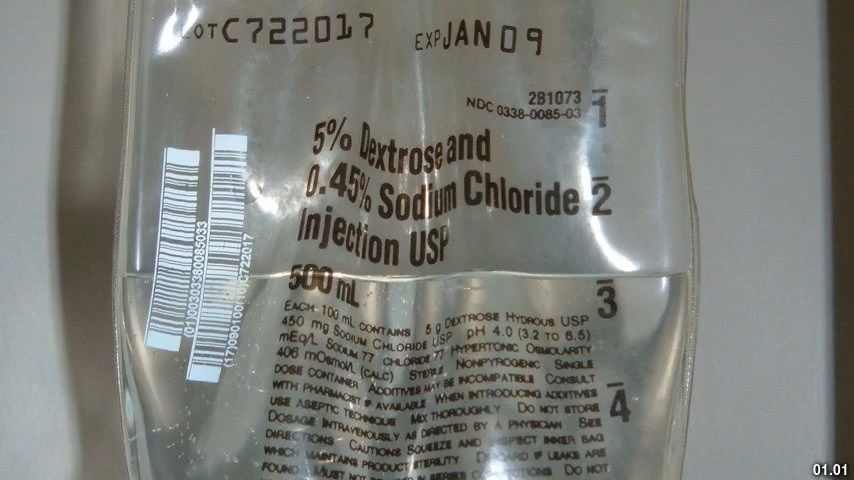 LOT C722017 EXP JAN 09
2B1073
NDC 0338-0085-03
1
5% Dextrose and
0.45% Sodium Chloride
Injection USP
2
500 mL
3
EACH 100 mL CONTAINS 5 g DEXTROSE HYDROUS USP
450 mg SODIUM CHLORIDE USP pH 4.0 (3.2 TO 6.5)
mEq/L SODIUM 77 CHLORIDE 77 HYPERTONIC OSMOLARITY
406 mOsmol/L (CALC) STERILE NONPYROGENIC SINGLE
DOSE CONTAINER ADDITIVES MAY BE INCOMPATIBLE CONSULT
WITH PHARMACIST IF AVAILABLE WHEN INTRODUCING ADDITIVES
USE ASEPTIC TECHNIQUE MIX THOROUGHLY DO NOT STORE
4
DOSAGE INTRAVENOUSLY AS DIRECTED BY A PHYSICIAN SEE
DIRECTIONS CAUTIONS SQUEEZE AND INSPECT INNER BAG
WHICH MAINTAINS PRODUCT STERILITY DISCARD IF LEAKS ARE
FOUND MUST NOT BE USED IN SERIES CONNECTIONS DO NOT
(01)00303380085033
01.01